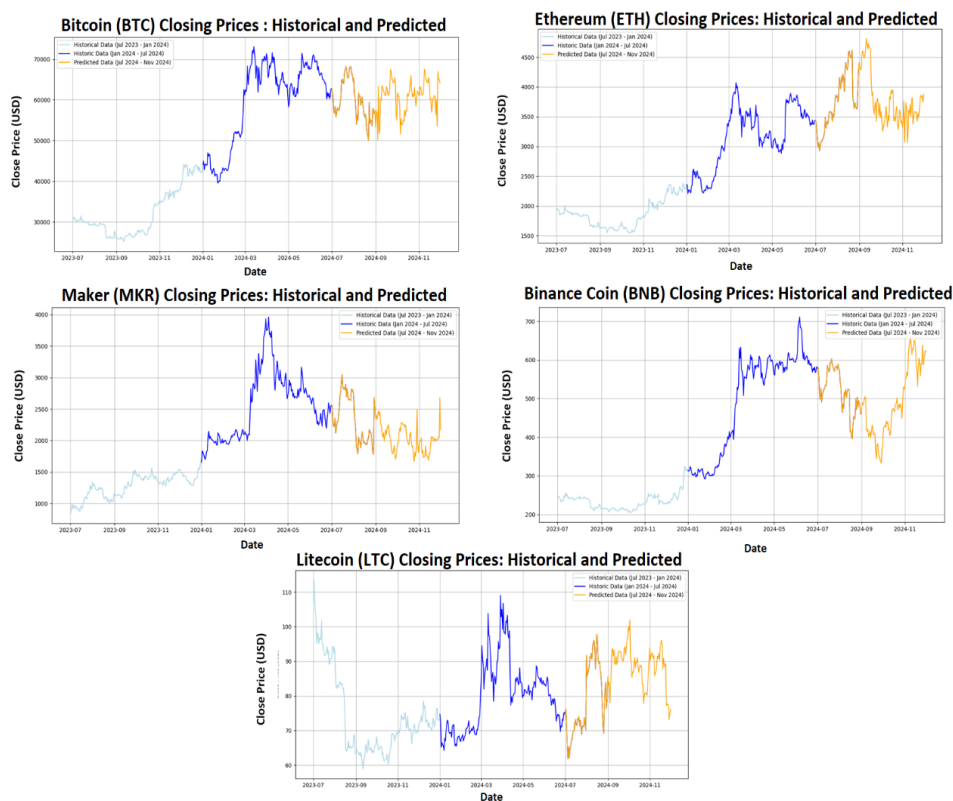 Bitcoin (BTC) Closing Prices : Historical and Predicted
Historical Data (Jul 2023 - Jan 2024)
Historic Data (Jan 2024 - Jul 2024)
Predicted Data (Jul 2024 - Nov 2024)
Close Price (USD)
70000
60000
50000
40000
30000
2023-07 2023-09 2023-11 2024-01 2024-03 2024-05 2024-07 2024-09 2024-11
Date
Ethereum (ETH) Closing Prices: Historical and Predicted
Historical Data (Jul 2023 - Jan 2024)
Historic Data (Jan 2024 - Jul 2024)
Predicted Data (Jul 2024 - Nov 2024)
Close Price (USD)
4500
4000
3500
3000
2500
2000
1500
2023-07 2023-09 2023-11 2024-01 2024-03 2024-05 2024-07 2024-09 2024-11
Date
Maker (MKR) Closing Prices: Historical and Predicted
Historical Data (Jul 2023 - Jan 2024)
Historic Data (Jan 2024 - Jul 2024)
Predicted Data (Jul 2024 - Nov 2024)
Close Price (USD)
4000
3500
3000
2500
2000
1500
1000
2023-07 2023-09 2023-11 2024-01 2024-03 2024-05 2024-07 2024-09 2024-11
Date
Binance Coin (BNB) Closing Prices: Historical and Predicted
Historical Data (Jul 2023 - Jan 2024)
Historic Data (Jan 2024 - Jul 2024)
Predicted Data (Jul 2024 - Nov 2024)
Close Price (USD)
700
600
500
400
300
200
2023-07 2023-09 2023-11 2024-01 2024-03 2024-05 2024-07 2024-09 2024-11
Date
Litecoin (LTC) Closing Prices: Historical and Predicted
Historical Data (Jul 2023 - Jan 2024)
Historic Data (Jan 2024 - Jul 2024)
Predicted Data (Jul 2024 - Nov 2024)
Close Price (USD)
110
100
90
80
70
60
2023-07 2023-09 2023-11 2024-01 2024-03 2024-05 2024-07 2024-09 2024-11
Date